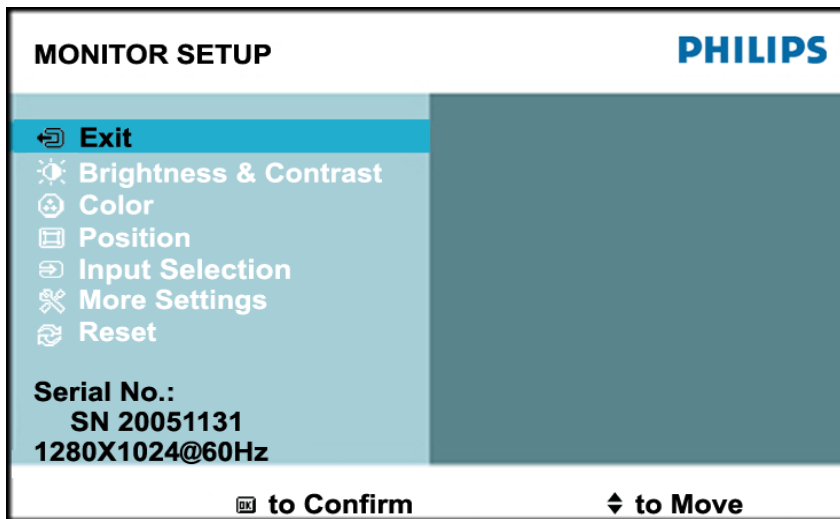 MONITOR SETUP
PHILIPS
Exit
Brightness & Contrast
Color
Position
Input Selection
More Settings
Reset
Serial No.:
SN 20051131
1280X1024@60Hz
OK to Confirm
to Move